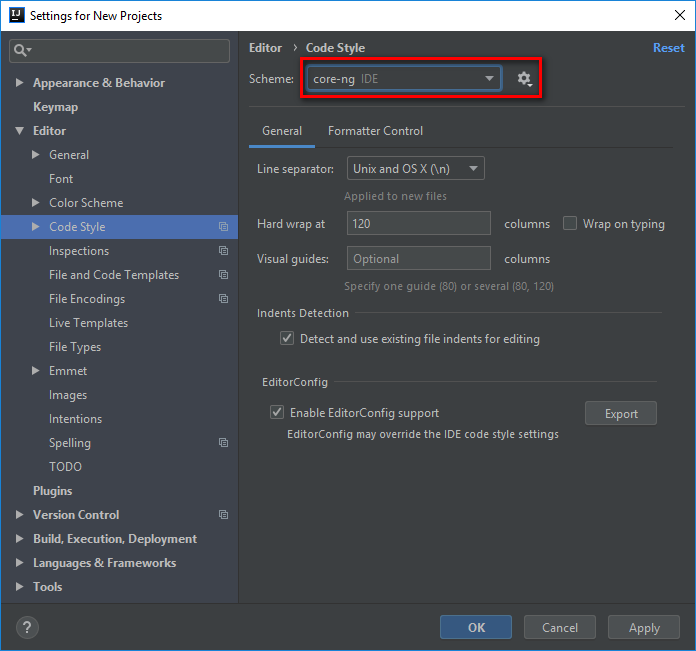 Settings for New Projects
Appearance & Behavior
Keymap
Editor
General
Font
Color Scheme
Code Style
Inspections
File and Code Templates
File Encodings
Live Templates
File Types
Emmet
Images
Intentions
Spelling
TODO
Plugins
Version Control
Build, Execution, Deployment
Languages & Frameworks
Tools
Editor › Code Style Reset
Scheme: core-ng IDE
General Formatter Control
Line separator: Unix and OS X (\n)
Applied to new files
Hard wrap at 120 columns Wrap on typing
Visual guides: Optional columns
Specify one guide (80) or several (80, 120)
Indents Detection
Detect and use existing file indents for editing
EditorConfig
Enable EditorConfig support Export
EditorConfig may override the IDE code style settings
? OK Cancel Apply